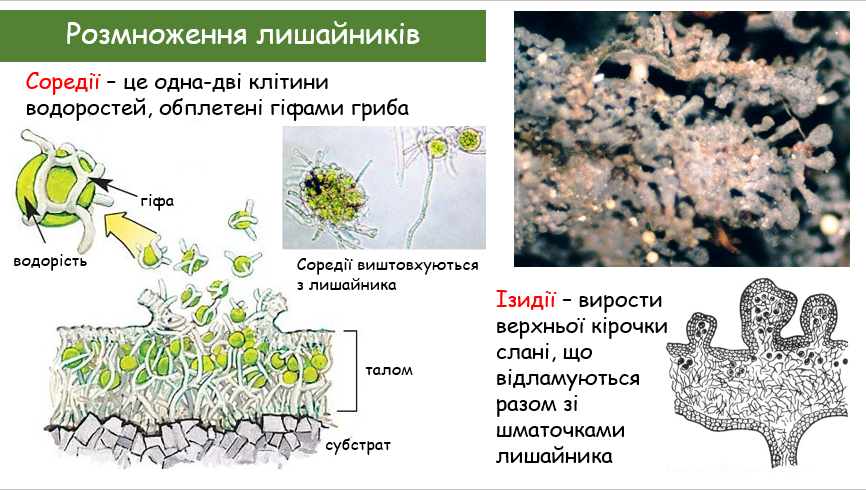 Розмноження лишайників
Соредії – це одна-дві клітини
водоростей, обплетені гіфами гриба
гіфа
водорість
Соредії виштовхуються
з лишайника
талом
субстрат
Ізидії – вирости
верхньої кірочки
слані, що
відламуються
разом зі
шматочками
лишайника